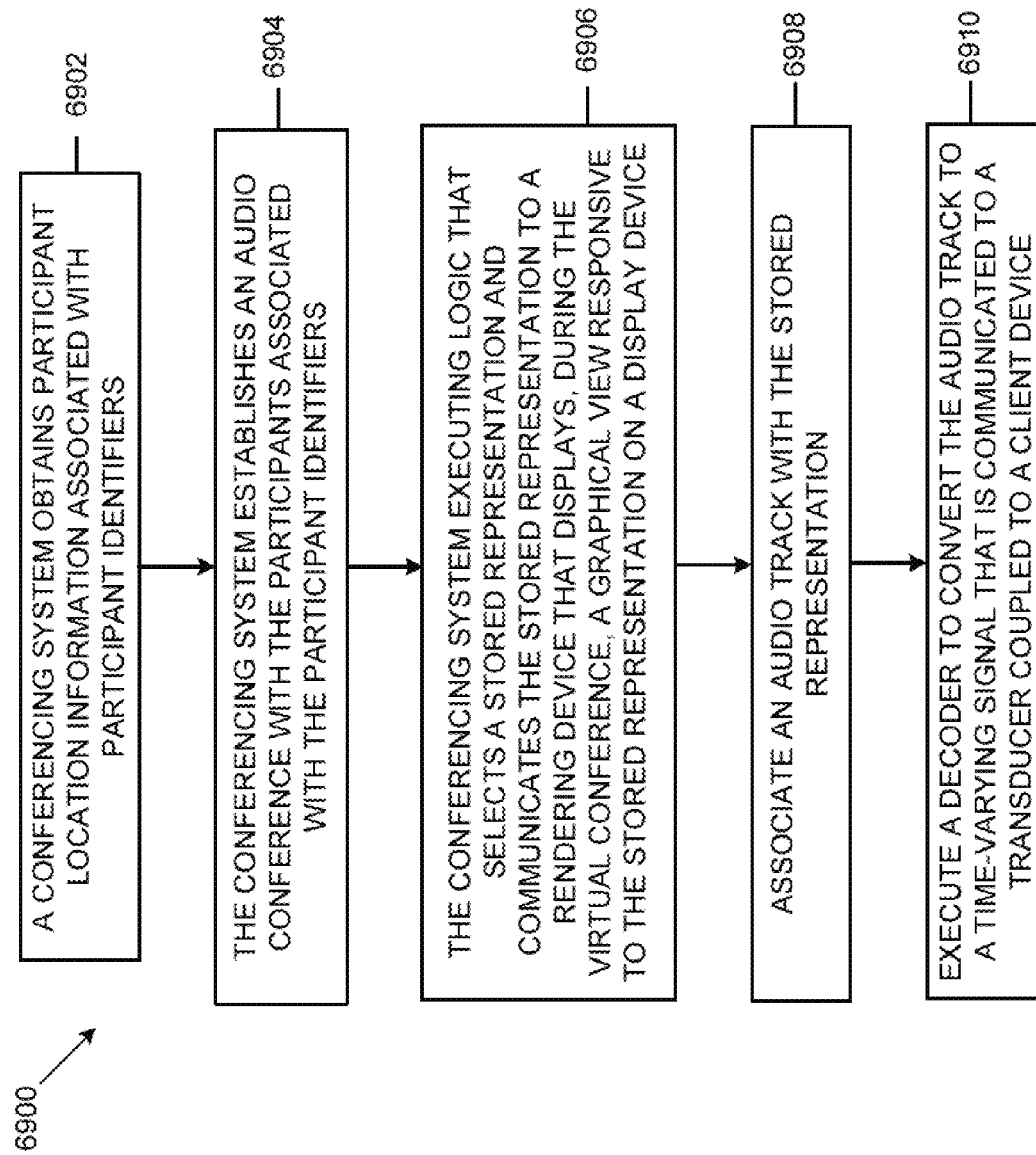 6900
A CONFERENCING SYSTEM OBTAINS PARTICIPANT
LOCATION INFORMATION ASSOCIATED WITH
PARTICIPANT IDENTIFIERS
6902
THE CONFERENCING SYSTEM ESTABLISHES AN AUDIO
CONFERENCE WITH THE PARTICIPANTS ASSOCIATED
WITH THE PARTICIPANT IDENTIFIERS
6904
THE CONFERENCING SYSTEM EXECUTING LOGIC THAT
SELECTS A STORED REPRESENTATION AND
COMMUNICATES THE STORED REPRESENTATION TO A
RENDERING DEVICE THAT DISPLAYS, DURING THE
VIRTUAL CONFERENCE, A GRAPHICAL VIEW RESPONSIVE
TO THE STORED REPRESENTATION ON A DISPLAY DEVICE
6906
ASSOCIATE AN AUDIO TRACK WITH THE STORED
REPRESENTATION
6908
EXECUTE A DECODER TO CONVERT THE AUDIO TRACK TO
A TIME-VARYING SIGNAL THAT IS COMMUNICATED TO A
TRANSDUCER COUPLED TO A CLIENT DEVICE
6910